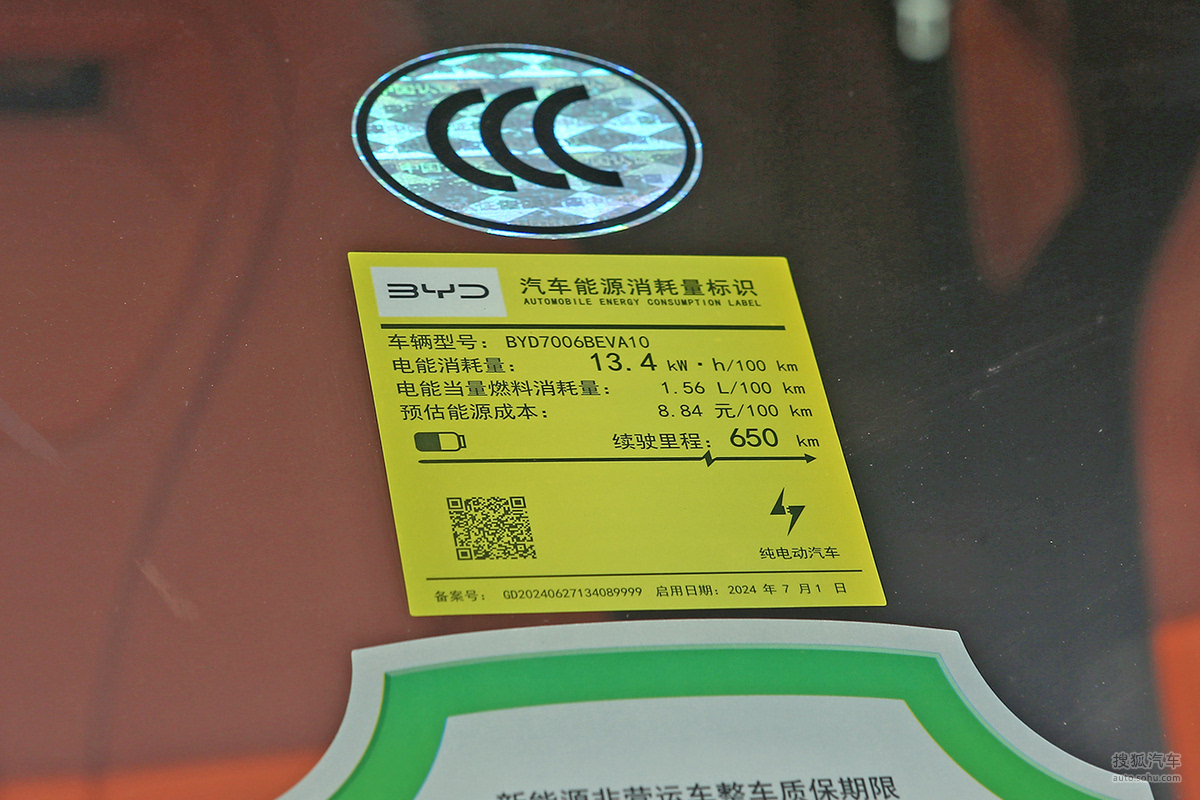 CCC
BYD 汽车能源消耗量标识
AUTOMOBILE ENERGY CONSUMPTION LABEL
车辆型号: BYD7006BEVA10
电能消耗量: 13.4 kW·h/100 km
电能当量燃料消耗量: 1.56 L/100 km
预估能源成本: 8.84 元/100 km
续驶里程: 650 km
纯电动汽车
备案号: GD20240627134089999 启用日期: 2024 年 7 月 1 日
新能源非营运车整车质保期限
搜狐汽车
auto.sohu.com